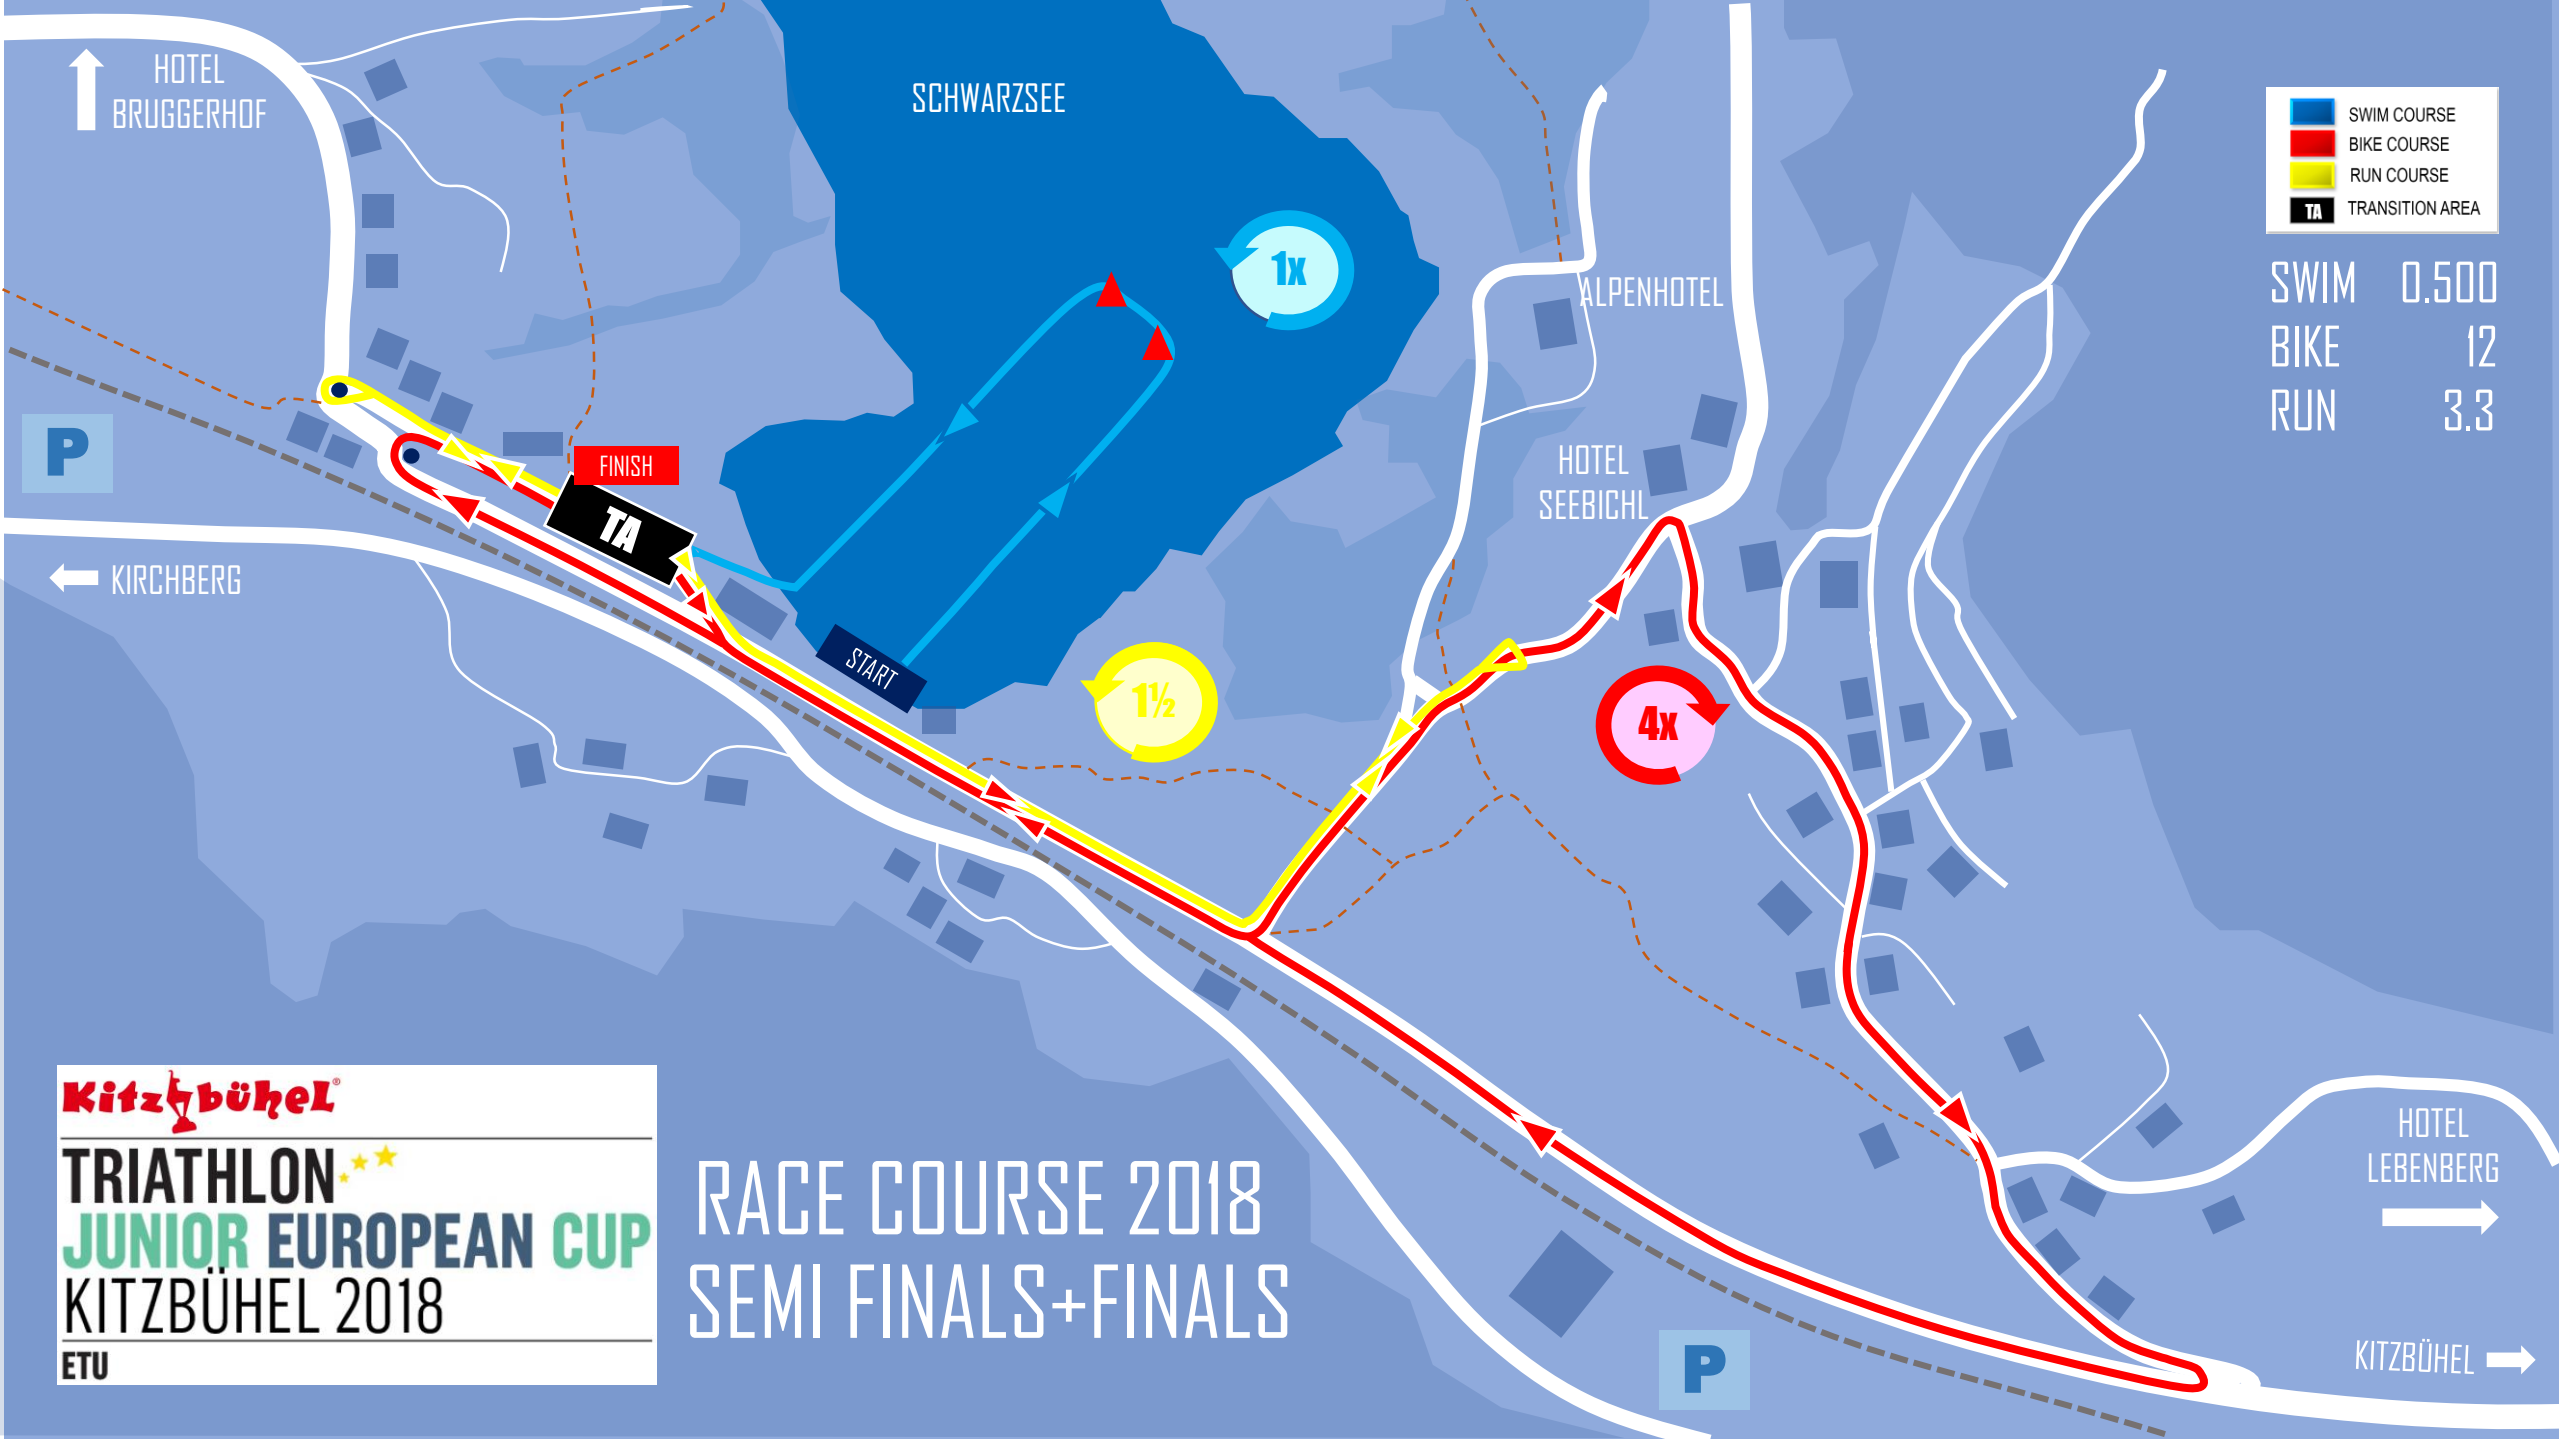 HOTEL
BRUGGERHOF
SCHWARZSEE
SWIM COURSE
BIKE COURSE
RUN COURSE
TA TRANSITION AREA
SWIM 0.500
BIKE 12
RUN 3.3
1x
ALPENHOTEL
P
FINISH
HOTEL
SEEBICHL
TA
KIRCHBERG
START
1½
4x
Kitzbühel®
TRIATHLON
JUNIOR EUROPEAN CUP
KITZBÜHEL 2018
ETU
RACE COURSE 2018
SEMI FINALS+FINALS
HOTEL
LEBENBERG
KITZBÜHEL
P